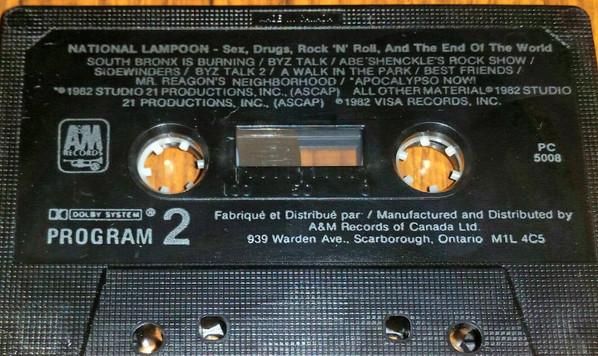 MADE IN CANADA
NATIONAL LAMPOON - Sex, Drugs, Rock 'N' Roll, And The End Of The World
SOUTH BRONX IS BURNING / BYZ TALK / ABE SHENCKLE'S ROCK SHOW /
SIDEWINDERS / BYZ TALK 2 / A WALK IN THE PARK / BEST FRIENDS /
MR. REAGON'S NEIGHBORHOOD / *APOCALYPSO NOW!
*℗1982 STUDIO 21 PRODUCTIONS, INC., (ASCAP) ALL OTHER MATERIAL ℗1982 STUDIO
21 PRODUCTIONS, INC., (ASCAP) ℗1982 VISA RECORDS, INC.
A&M
RECORDS
PC
5008
DOLBY SYSTEM ®
PROGRAM 2
Fabriqué et Distribué par / Manufactured and Distributed by
A&M Records of Canada Ltd.
939 Warden Ave., Scarborough, Ontario M1L 4C5